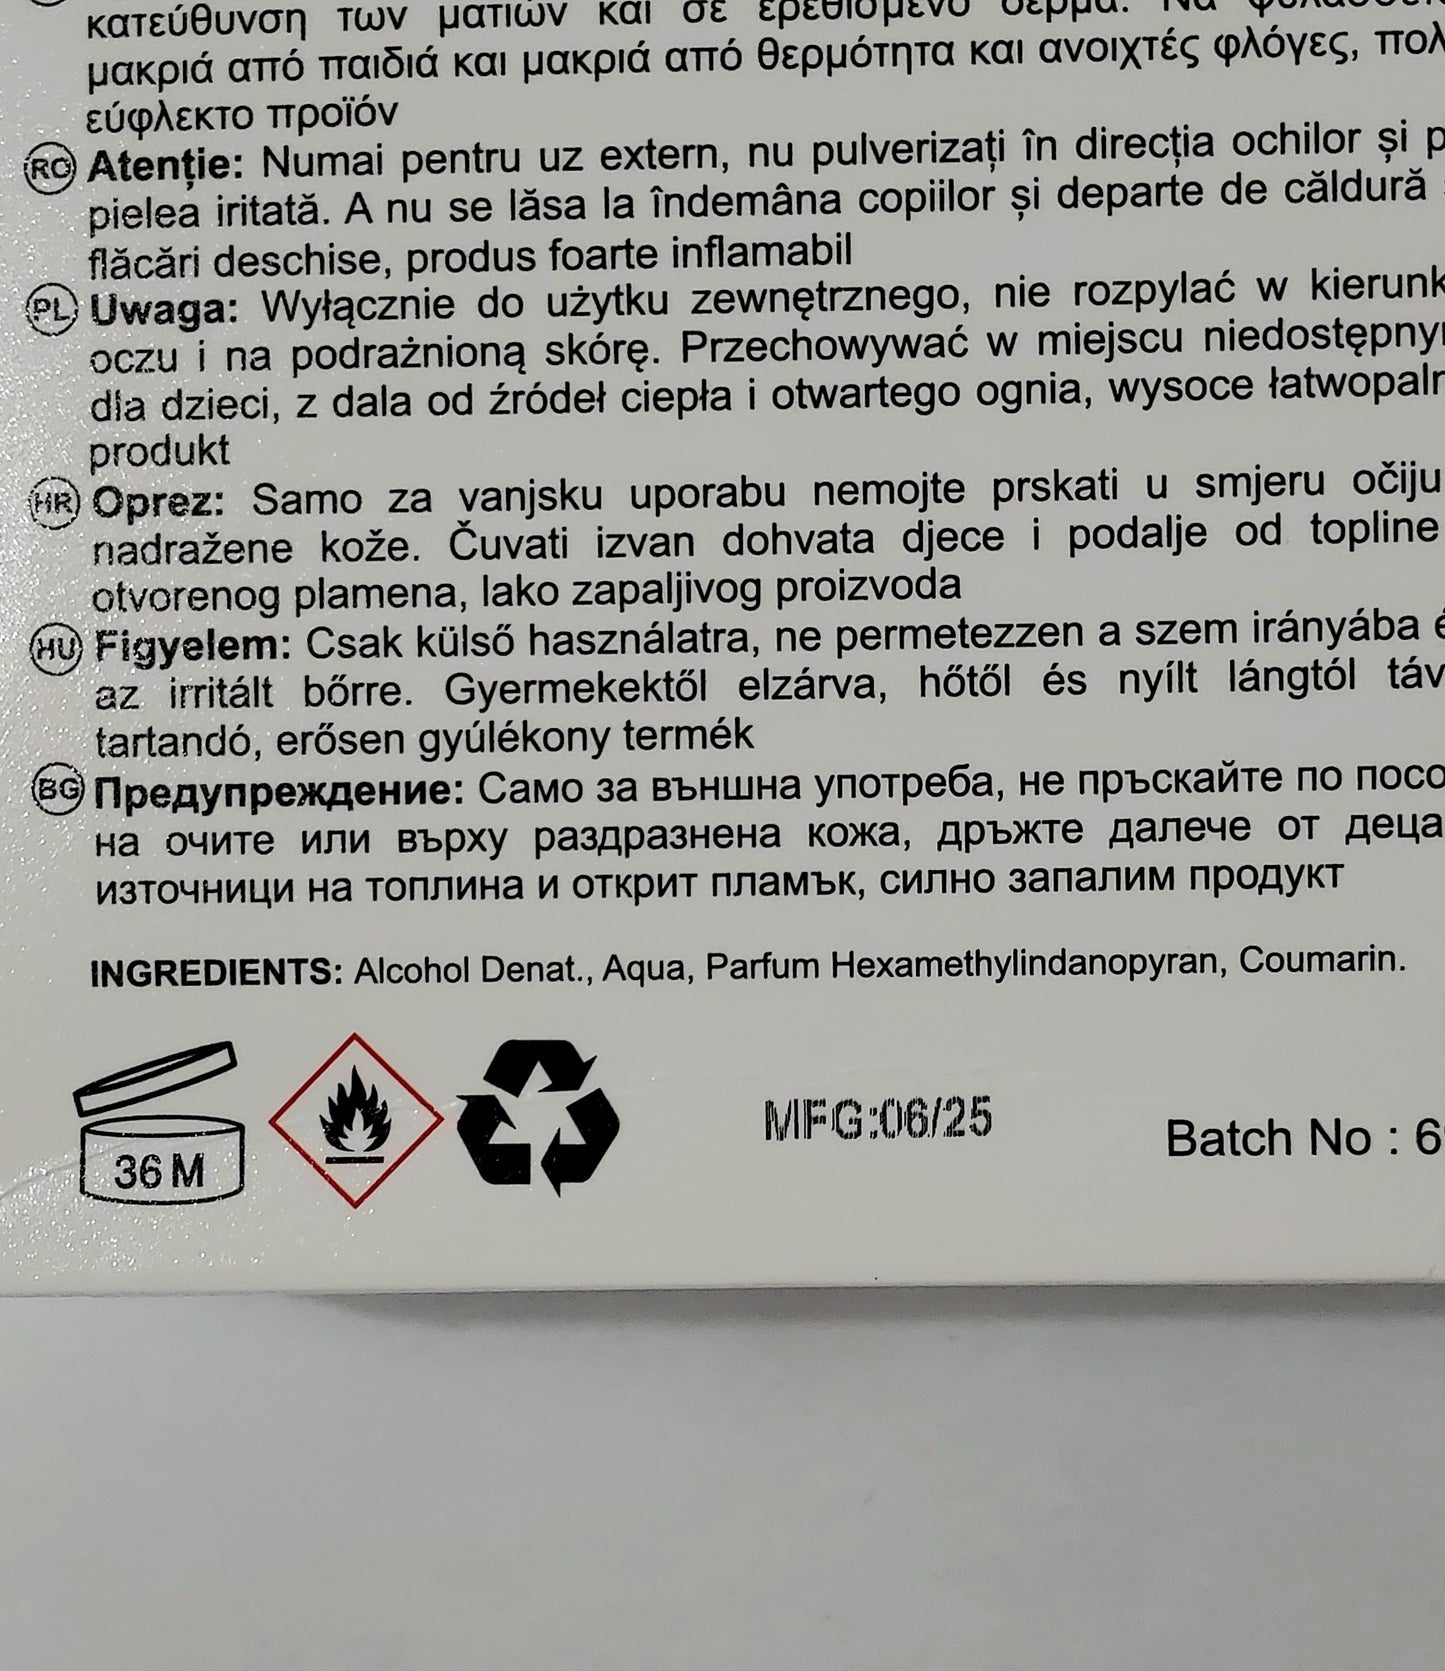 κατεύθυνση των ματιών και σε ερεθισμένο δέρμα. Να
μακριά από παιδιά και μακριά από θερμότητα και ανοιχτές φλόγες,
εύφλεκτο προϊόν
RO Atenție: Numai pentru uz extern, nu pulverizați în direcția ochilor și
pielea iritată. A nu se lăsa la îndemâna copiilor și departe de căldură
flăcări deschise, produs foarte inflamabil
PL Uwaga: Wyłącznie do użytku zewnętrznego, nie rozpylać w
oczu i na podrażnioną skórę. Przechowywać w miejscu
dla dzieci, z dala od źródeł ciepła i otwartego ognia, wysoce
produkt
HR Oprez: Samo za vanjsku uporabu nemojte prskati u smjeru očiju
nadražene kože. Čuvati izvan dohvata djece i podalje od topline
otvorenog plamena, lako zapaljivog proizvoda
HU Figyelem: Csak külső használatra, ne permetezzen a szem irányába
az irritált bőrre. Gyermekektől elzárva, hőtől és nyílt lángtól
tartandó, erősen gyúlékony termék
BG Предупреждение: Само за външна употреба, не пръскайте по
на очите или върху раздразнена кожа, дръжте далече от деца
източници на топлина и открит пламък, силно запалим продукт
INGREDIENTS: Alcohol Denat., Aqua, Parfum Hexamethylindanopyran, Coumarin.
36 M
MFG:06/25
Batch No :